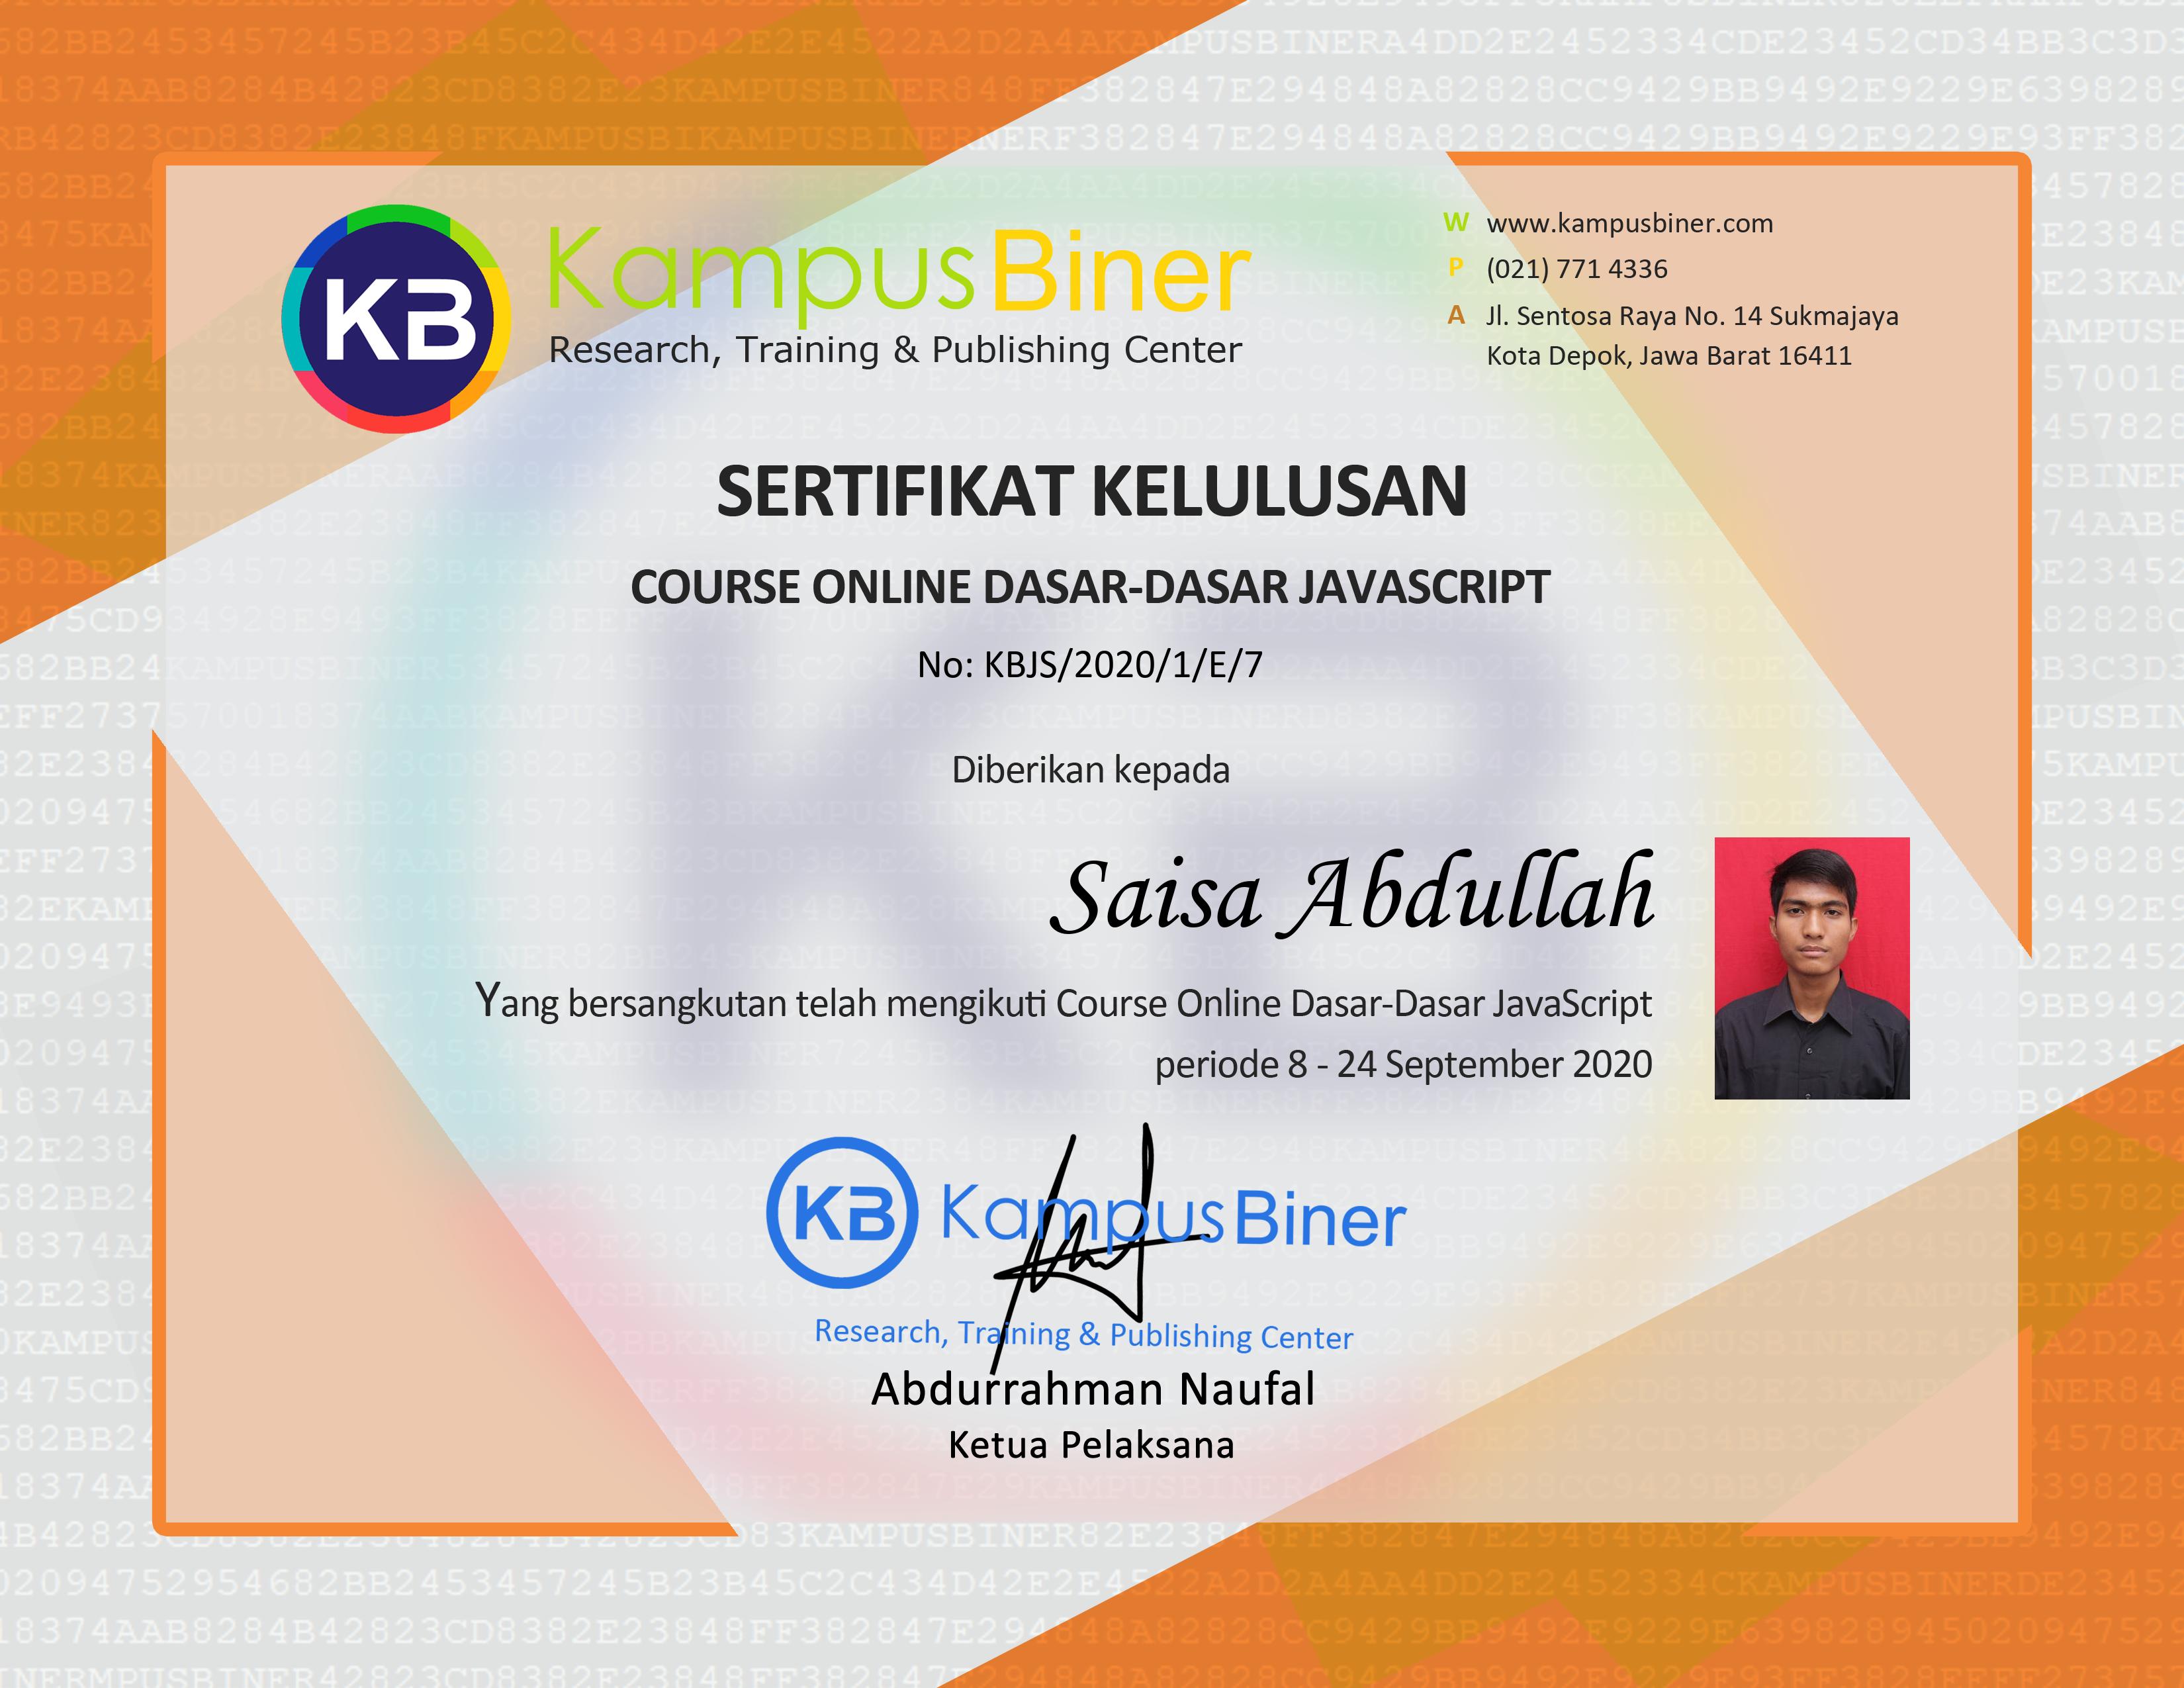 KB
KampusBiner
Research, Training & Publishing Center
W www.kampusbiner.com
P (021) 771 4336
A Jl. Sentosa Raya No. 14 Sukmajaya
Kota Depok, Jawa Barat 16411
SERTIFIKAT KELULUSAN
COURSE ONLINE DASAR-DASAR JAVASCRIPT
No: KBJS/2020/1/E/7
Diberikan kepada
Saisa Abdullah
Yang bersangkutan telah mengikuti Course Online Dasar-Dasar JavaScript
periode 8 - 24 September 2020
KB KampusBiner
Research, Training & Publishing Center
Abdurrahman Naufal
Ketua Pelaksana